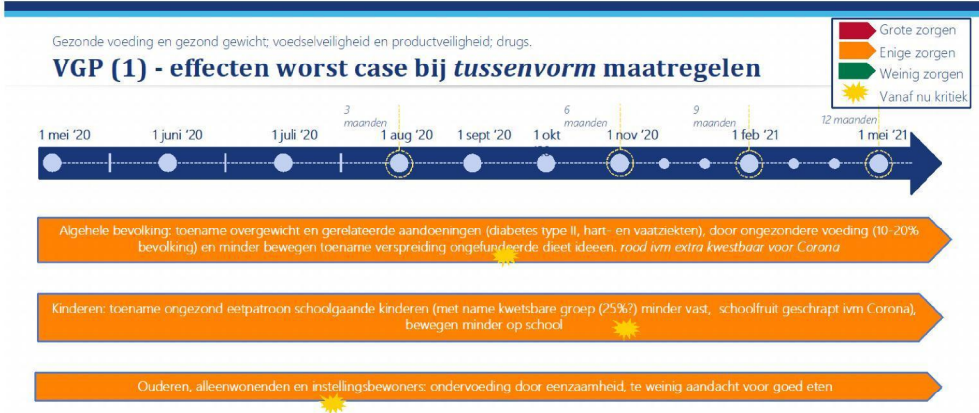 Gezonde voeding en gezond gewicht; voedselveiligheid en productveiligheid; drugs.
VGP (1) - effecten worst case bij tussenvorm maatregelen
Grote zorgen
Enige zorgen
Weinig zorgen
Vanaf nu kritiek
3 maanden
6 maanden
9 maanden
12 maanden
1 mei '20
1 juni '20
1 juli '20
1 aug '20
1 sept '20
1 okt
1 nov '20
1 feb '21
1 mei '21
Algehele bevolking: toename overgewicht en gerelateerde aandoeningen (diabetes type II, hart- en vaatziekten), door ongezondere voeding (10-20%
bevolking) en minder bewegen toename verspreiding ongefundeerde dieet ideeen. rood ivm extra kwestbaar voor Corona
Kinderen: toename ongezond eetpatroon schoolgaande kinderen (met name kwetsbare groep (25%?) minder vast, schoolfruit geschrapt ivm Corona),
bewegen minder op school
Ouderen, alleenwonenden en instellingsbewoners: ondervoeding door eenzaamheid, te weinig aandacht voor goed eten